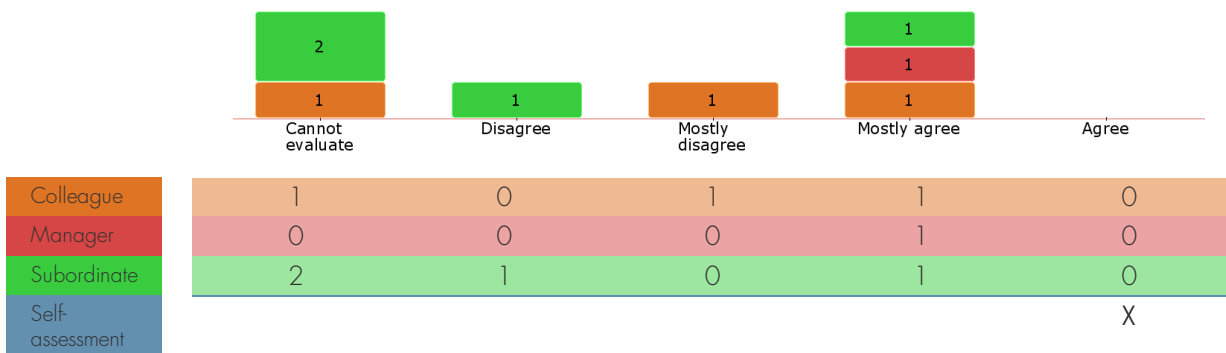 2
1
1
1
1
1
1
Cannot
evaluate
Disagree
Mostly
disagree
Mostly agree
Agree
Colleague 1 0 1 1 0
Manager 0 0 0 1 0
Subordinate 2 1 0 1 0
Self-
assessment
X